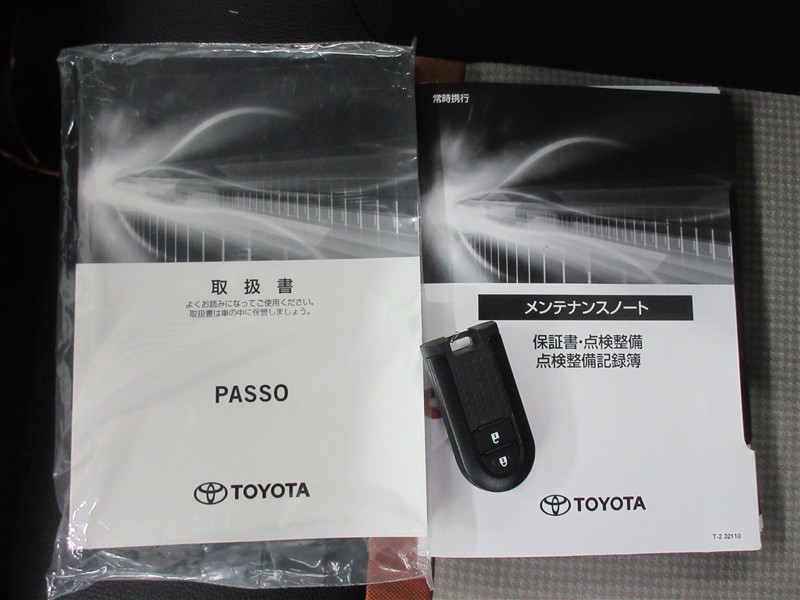 取扱書
よくお読みになってご使用ください。
取扱書は車の中に保管しましょう。
PASSO
TOYOTA
常時携行
メンテナンスノート
保証書・点検整備
点検整備記録簿
TOYOTA
T-2 32110